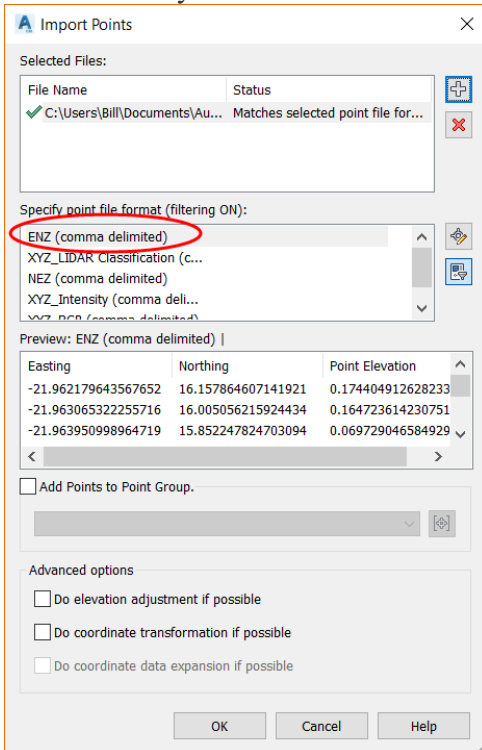 Import Points
Selected Files:
File Name Status
C:\Users\Bill\Documents\Au... Matches selected point file for...
Specify point file format (filtering ON):
ENZ (comma delimited)
XYZ_LIDAR Classification (c...
NEZ (comma delimited)
XYZ_Intensity (comma deli...
XYZ_RGB (comma delimited)
Preview: ENZ (comma delimited) |
Easting Northing Point Elevation
-21.962179643567652 16.157864607141921 0.174404912628233
-21.963065322255716 16.005056215924434 0.164723614230751
-21.963950998964719 15.852247824703094 0.069729046584929
Add Points to Point Group.
Advanced options
Do elevation adjustment if possible
Do coordinate transformation if possible
Do coordinate data expansion if possible
OK Cancel Help